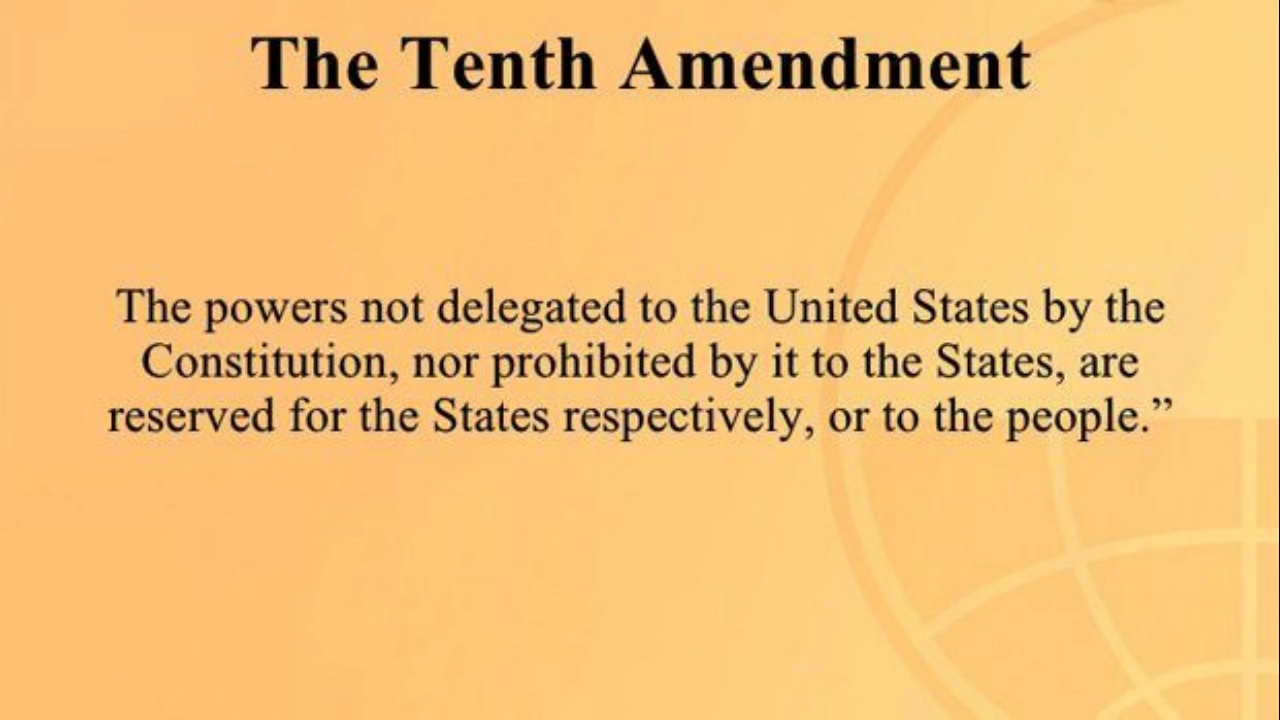 The Tenth Amendment
The powers not delegated to the United States by the
Constitution, nor prohibited by it to the States, are
reserved for the States respectively, or to the people.”